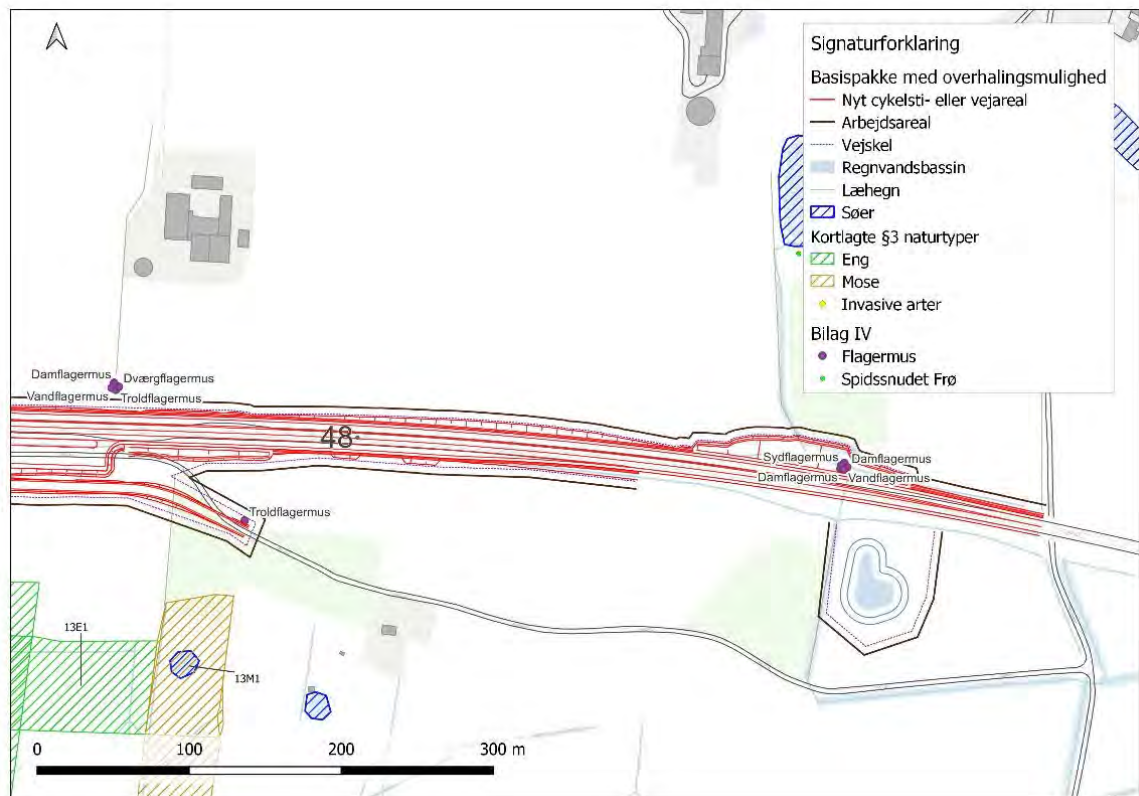 Signaturforklaring
Basispakke med overhalingsmulighed
Nyt cykelsti- eller vejareal
Arbejdsareal
Vejskel
Regnvandsbassin
Læhegn
Søer
Kortlagte §3 naturtyper
Eng
Mose
Invasive arter
Bilag IV
Flagermus
Spidssnudet Frø
Damflagermus Dværgflagermus
Vandflagermus Troldflagermus
48
Sydflagermus Damflagermus
Damflagermus Vandflagermus
Troldflagermus
13E1
13M1
0 100 200 300 m